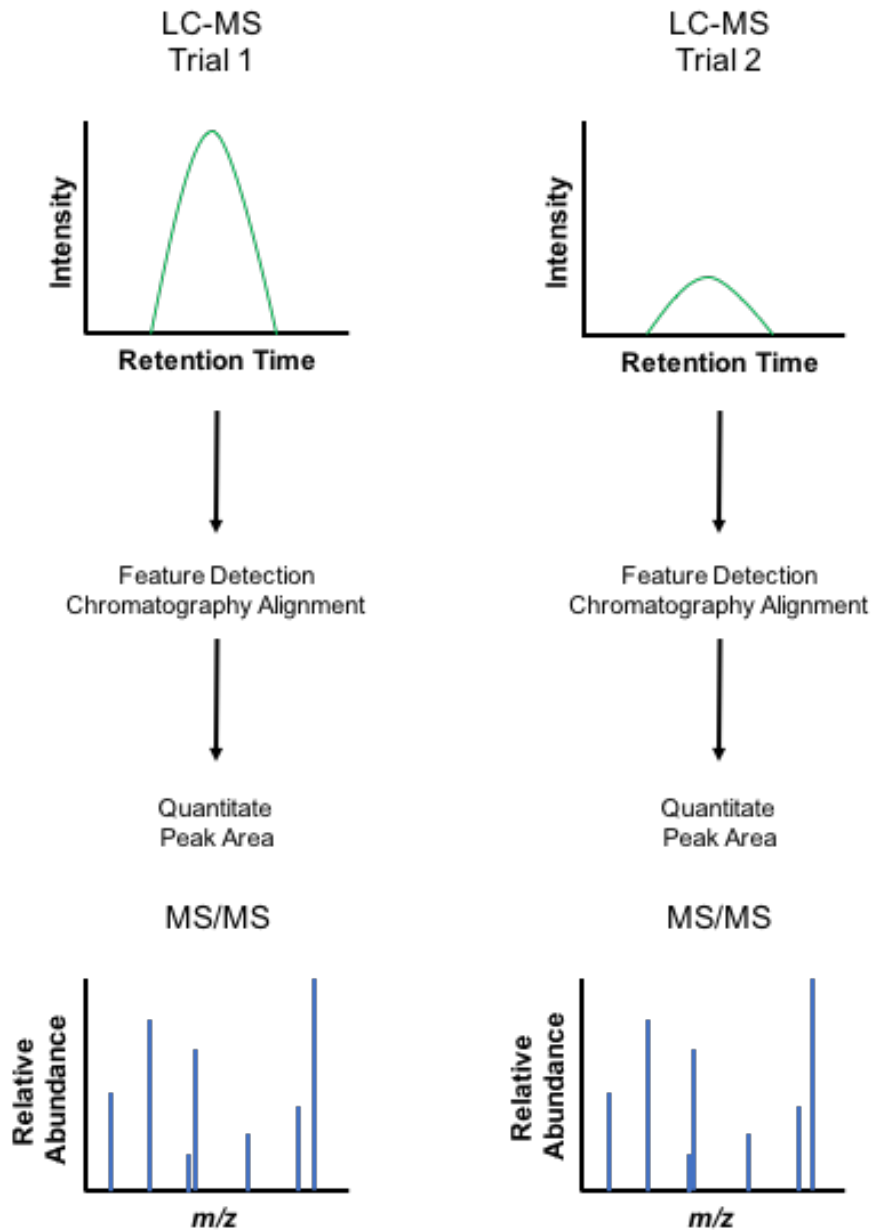 LC-MS
Trial 1
LC-MS
Trial 2
Intensity
Retention Time
Intensity
Retention Time
Feature Detection
Chromatography Alignment
Feature Detection
Chromatography Alignment
Quantitate
Peak Area
Quantitate
Peak Area
MS/MS
MS/MS
Relative
Abundance
m/z
Relative
Abundance
m/z